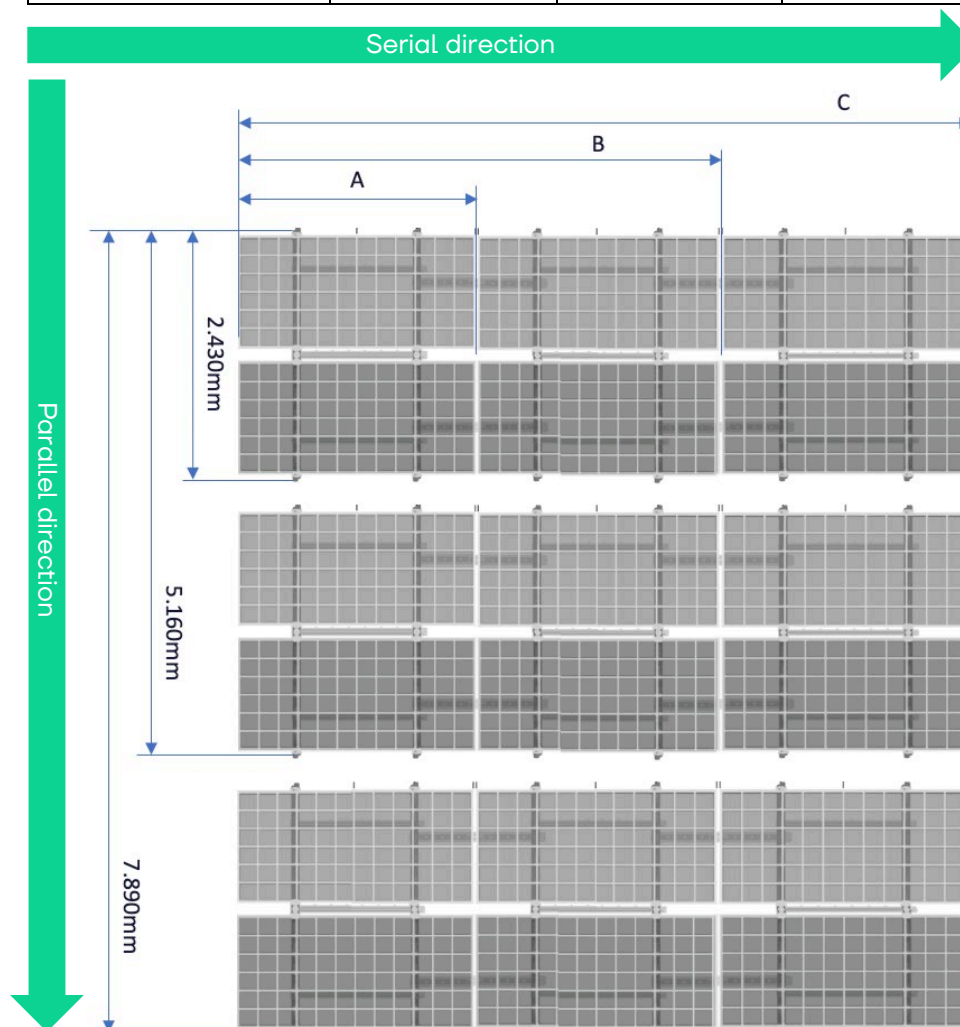 Serial direction
C
B
A
2.430mm
Parallel direction
5.160mm
7.890mm